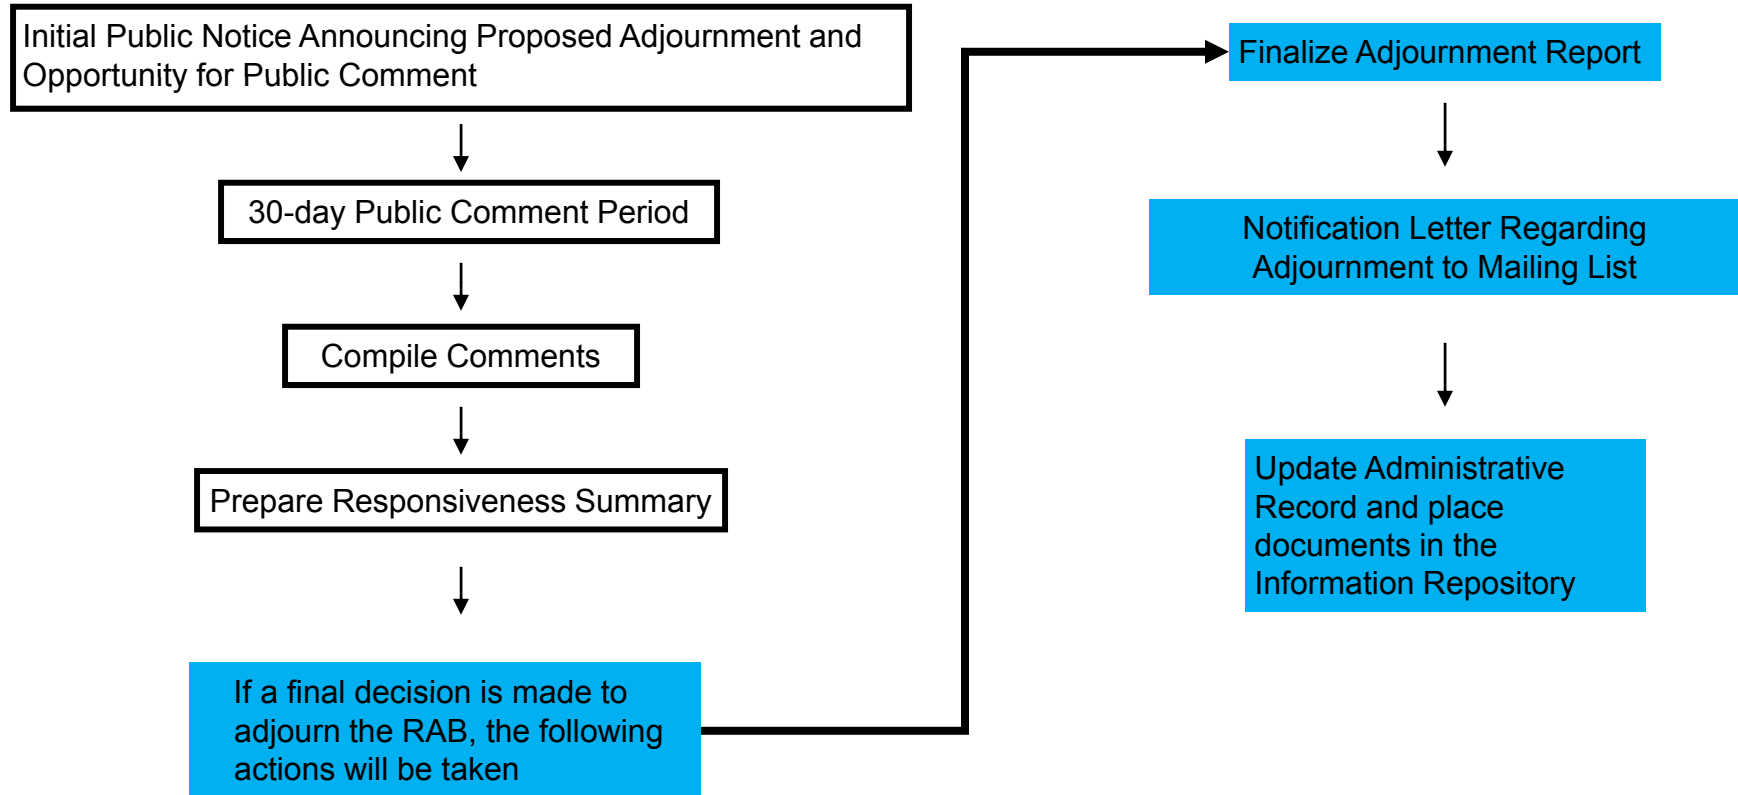 Initial Public Notice Announcing Proposed Adjournment and
Opportunity for Public Comment
30-day Public Comment Period
Compile Comments
Prepare Responsiveness Summary
If a final decision is made to
adjourn the RAB, the following
actions will be taken
Finalize Adjournment Report
Notification Letter Regarding
Adjournment to Mailing List
Update Administrative
Record and place
documents in the
Information Repository